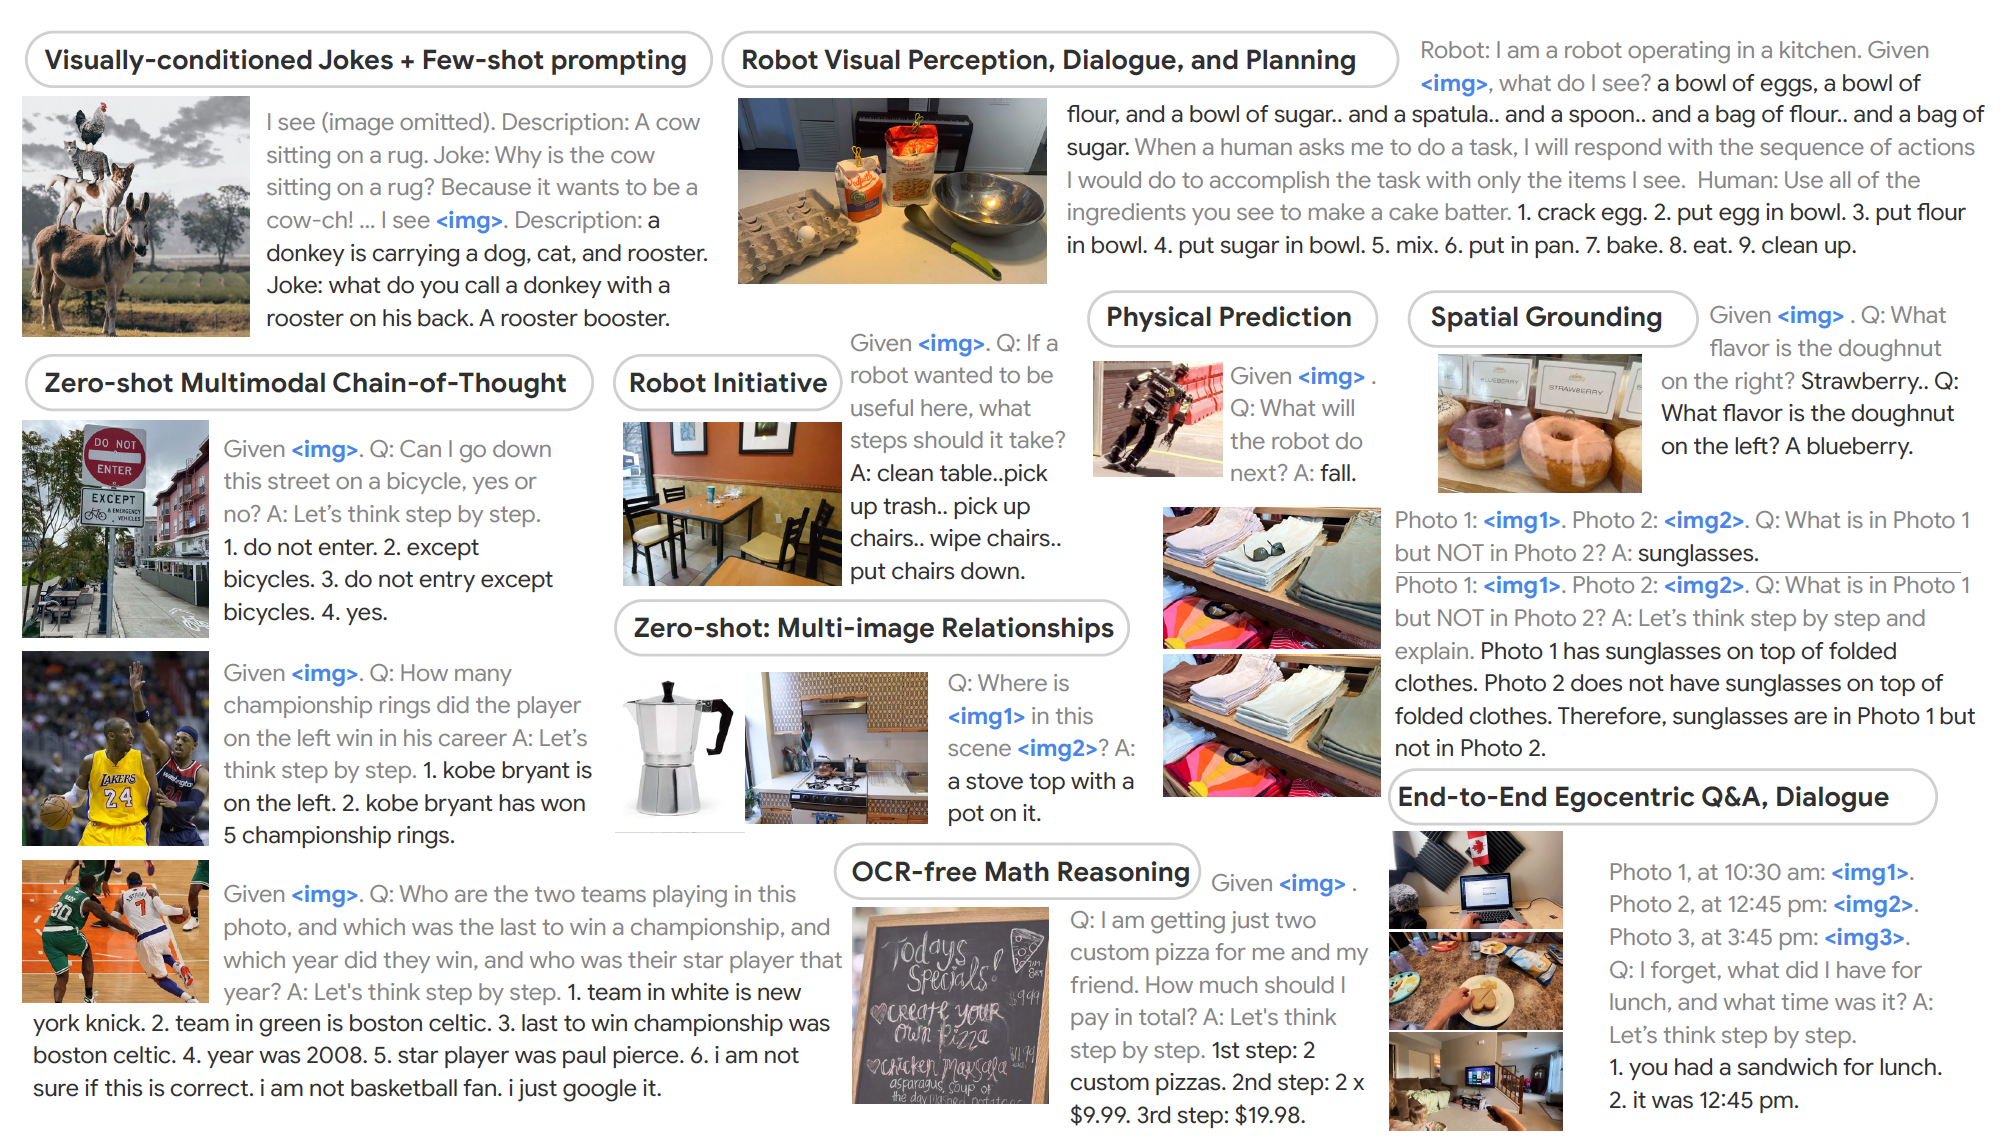 Visually-conditioned Jokes + Few-shot prompting
I see (image omitted). Description: A cow
sitting on a rug. Joke: Why is the cow
sitting on a rug? Because it wants to be a
cow-ch! ... I see <img>. Description: a
donkey is carrying a dog, cat, and rooster.
Joke: what do you call a donkey with a
rooster on his back. A rooster booster.
Robot Visual Perception, Dialogue, and Planning
Robot: I am a robot operating in a kitchen. Given
<img>, what do I see? a bowl of eggs, a bowl of
flour, and a bowl of sugar.. and a spatula.. and a spoon.. and a bag of flour.. and a bag of
sugar. When a human asks me to do a task, I will respond with the sequence of actions
I would do to accomplish the task with only the items I see. Human: Use all of the
ingredients you see to make a cake batter. 1. crack egg. 2. put egg in bowl. 3. put flour
in bowl. 4. put sugar in bowl. 5. mix. 6. put in pan. 7. bake. 8. eat. 9. clean up.
Zero-shot Multimodal Chain-of-Thought
DO NOT
ENTER
EXCEPT
& EMERGENCY
VEHICLES
Given <img>. Q: Can I go down
this street on a bicycle, yes or
no? A: Let's think step by step.
1. do not enter. 2. except
bicycles. 3. do not entry except
bicycles. 4. yes.
LAKERS
24
Washington
Given <img>. Q: How many
championship rings did the player
on the left win in his career A: Let's
think step by step. 1. kobe bryant is
on the left. 2. kobe bryant has won
5 championship rings.
30
7
Given <img>. Q: Who are the two teams playing in this
photo, and which was the last to win a championship, and
which year did they win, and who was their star player that
year? A: Let's think step by step. 1. team in white is new
york knick. 2. team in green is boston celtic. 3. last to win championship was
boston celtic. 4. year was 2008. 5. star player was paul pierce. 6. i am not
sure if this is correct. i am not basketball fan. i just google it.
Robot Initiative
Given <img>. Q: If a
robot wanted to be
useful here, what
steps should it take?
A: clean table..pick
up trash.. pick up
chairs.. wipe chairs..
put chairs down.
Physical Prediction
Given <img> .
Q: What will
the robot do
next? A: fall.
Spatial Grounding
BLUEBERRY
STRAWBERRY
Given <img> . Q: What
flavor is the doughnut
on the right? Strawberry.. Q:
What flavor is the doughnut
on the left? A blueberry.
Zero-shot: Multi-image Relationships
Q: Where is
<img1> in this
scene <img2>? A:
a stove top with a
pot on it.
Photo 1: <img1>. Photo 2: <img2>. Q: What is in Photo 1
but NOT in Photo 2? A: sunglasses.
Photo 1: <img1>. Photo 2: <img2>. Q: What is in Photo 1
but NOT in Photo 2? A: Let's think step by step and
explain. Photo 1 has sunglasses on top of folded
clothes. Photo 2 does not have sunglasses on top of
folded clothes. Therefore, sunglasses are in Photo 1 but
not in Photo 2.
OCR-free Math Reasoning
Todays
Specials!
$9.99
CREATE YOUR
OWN PIZZA
$11.99
CHICKEN MARSALA
asparagus, soup of
the day, mashed potatoes
Given <img> .
Q: I am getting just two
custom pizza for me and my
friend. How much should I
pay in total? A: Let's think
step by step. 1st step: 2
custom pizzas. 2nd step: 2 x
$9.99. 3rd step: $19.98.
End-to-End Egocentric Q&A, Dialogue
Photo 1, at 10:30 am: <img1>.
Photo 2, at 12:45 pm: <img2>.
Photo 3, at 3:45 pm: <img3>.
Q: I forget, what did I have for
lunch, and what time was it? A:
Let's think step by step.
1. you had a sandwich for lunch.
2. it was 12:45 pm.